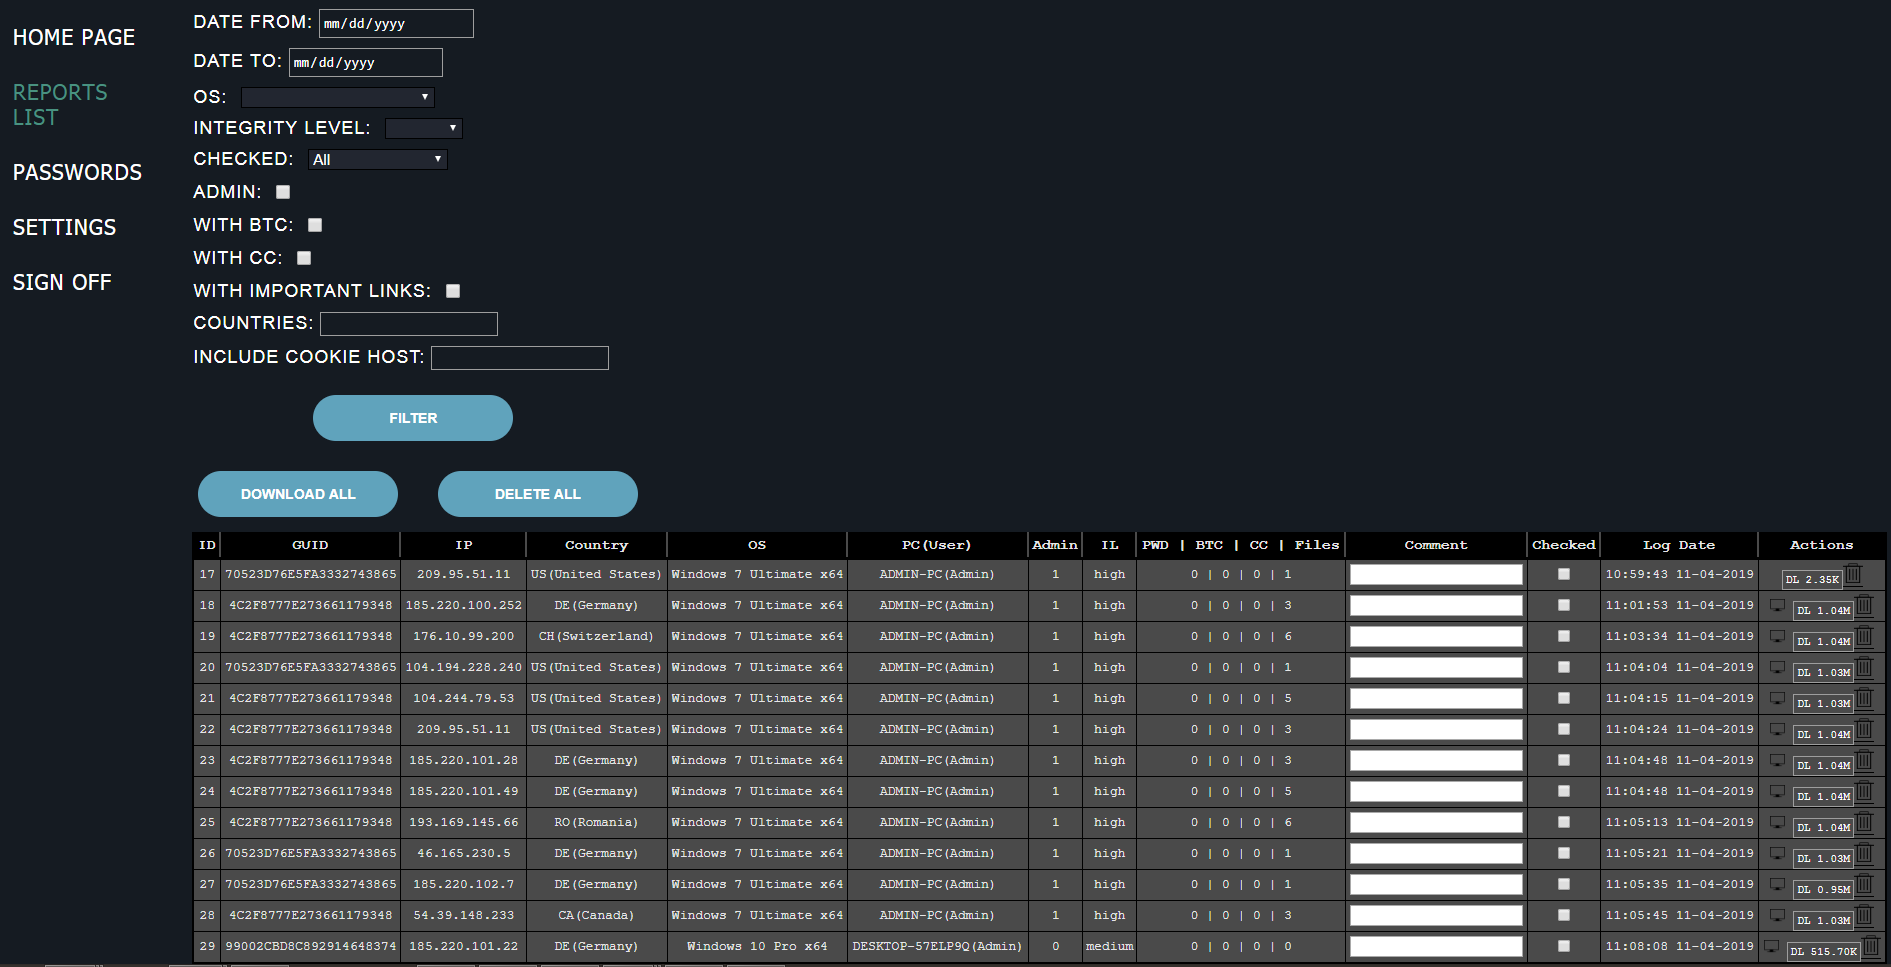 HOME PAGE
REPORTS
LIST
PASSWORDS
SETTINGS
SIGN OFF
DATE FROM: mm/dd/yyyy
DATE TO: mm/dd/yyyy
OS:
INTEGRITY LEVEL:
CHECKED: All
ADMIN:
WITH BTC:
WITH CC:
WITH IMPORTANT LINKS:
COUNTRIES:
INCLUDE COOKIE HOST:
FILTER
DOWNLOAD ALL DELETE ALL
ID GUID IP Country OS PC(User) Admin IL PWD | BTC | CC | Files Comment Checked Log Date Actions
17 70523D76E5FA3332743865 209.95.51.11 US(United States) Windows 7 Ultimate x64 ADMIN-PC(Admin) 1 high 0 | 0 | 0 | 1 10:59:43 11-04-2019 DL 2.35K
18 4C2F8777E273661179348 185.220.100.252 DE(Germany) Windows 7 Ultimate x64 ADMIN-PC(Admin) 1 high 0 | 0 | 0 | 3 11:01:53 11-04-2019 DL 1.04M
19 4C2F8777E273661179348 176.10.99.200 CH(Switzerland) Windows 7 Ultimate x64 ADMIN-PC(Admin) 1 high 0 | 0 | 0 | 6 11:03:34 11-04-2019 DL 1.04M
20 70523D76E5FA3332743865 104.194.228.240 US(United States) Windows 7 Ultimate x64 ADMIN-PC(Admin) 1 high 0 | 0 | 0 | 1 11:04:04 11-04-2019 DL 1.03M
21 4C2F8777E273661179348 104.244.79.53 US(United States) Windows 7 Ultimate x64 ADMIN-PC(Admin) 1 high 0 | 0 | 0 | 5 11:04:15 11-04-2019 DL 1.03M
22 4C2F8777E273661179348 209.95.51.11 US(United States) Windows 7 Ultimate x64 ADMIN-PC(Admin) 1 high 0 | 0 | 0 | 3 11:04:24 11-04-2019 DL 1.04M
23 4C2F8777E273661179348 185.220.101.28 DE(Germany) Windows 7 Ultimate x64 ADMIN-PC(Admin) 1 high 0 | 0 | 0 | 3 11:04:48 11-04-2019 DL 1.04M
24 4C2F8777E273661179348 185.220.101.49 DE(Germany) Windows 7 Ultimate x64 ADMIN-PC(Admin) 1 high 0 | 0 | 0 | 5 11:04:48 11-04-2019 DL 1.04M
25 4C2F8777E273661179348 193.169.145.66 RO(Romania) Windows 7 Ultimate x64 ADMIN-PC(Admin) 1 high 0 | 0 | 0 | 6 11:05:13 11-04-2019 DL 1.04M
26 70523D76E5FA3332743865 46.165.230.5 DE(Germany) Windows 7 Ultimate x64 ADMIN-PC(Admin) 1 high 0 | 0 | 0 | 1 11:05:21 11-04-2019 DL 1.03M
27 70523D76E5FA3332743865 185.220.102.7 DE(Germany) Windows 7 Ultimate x64 ADMIN-PC(Admin) 1 high 0 | 0 | 0 | 1 11:05:35 11-04-2019 DL 0.95M
28 4C2F8777E273661179348 54.39.148.233 CA(Canada) Windows 7 Ultimate x64 ADMIN-PC(Admin) 1 high 0 | 0 | 0 | 3 11:05:45 11-04-2019 DL 1.03M
29 99002CBD8C892914648374 185.220.101.22 DE(Germany) Windows 10 Pro x64 DESKTOP-57ELP9Q(Admin) 0 medium 0 | 0 | 0 | 0 11:08:08 11-04-2019 DL 515.70K